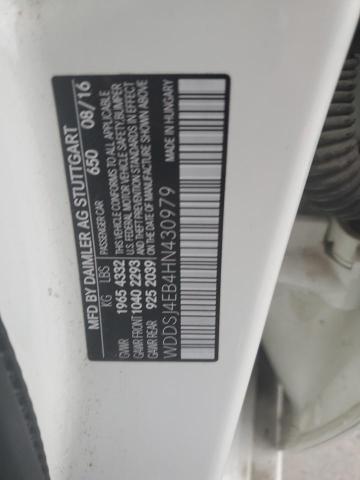 MFD BY DAIMLER AG STUTTGART
PASSENGER CAR 650 08/16
KG LBS
GVWR 1965 4332
GAWR FRONT 1040 2293
GAWR REAR 925 2039
THIS VEHICLE CONFORMS TO ALL APPLICABLE
U.S. FEDERAL MOTOR VEHICLE SAFETY, BUMPER
AND THEFT PREVENTION STANDARDS IN EFFECT
ON THE DATE OF MANUFACTURE SHOWN ABOVE
MADE IN HUNGARY
WDDSJ4EB4HN430979